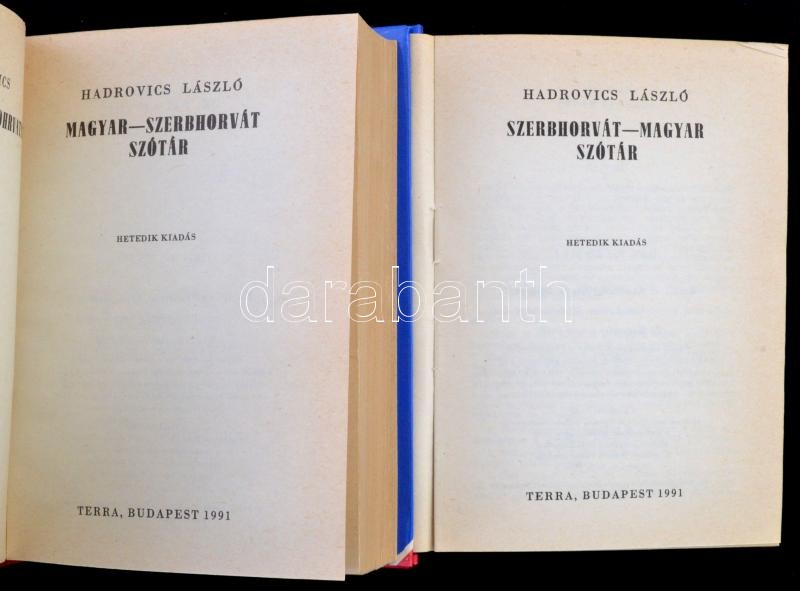 HADROVICS LÁSZLÓ
MAGYAR—SZERBHORVÁT
SZÓTÁR
HETEDIK KIADÁS
TERRA, BUDAPEST 1991
HADROVICS LÁSZLÓ
SZERBHORVÁT—MAGYAR
SZÓTÁR
HETEDIK KIADÁS
TERRA, BUDAPEST 1991
darabanth